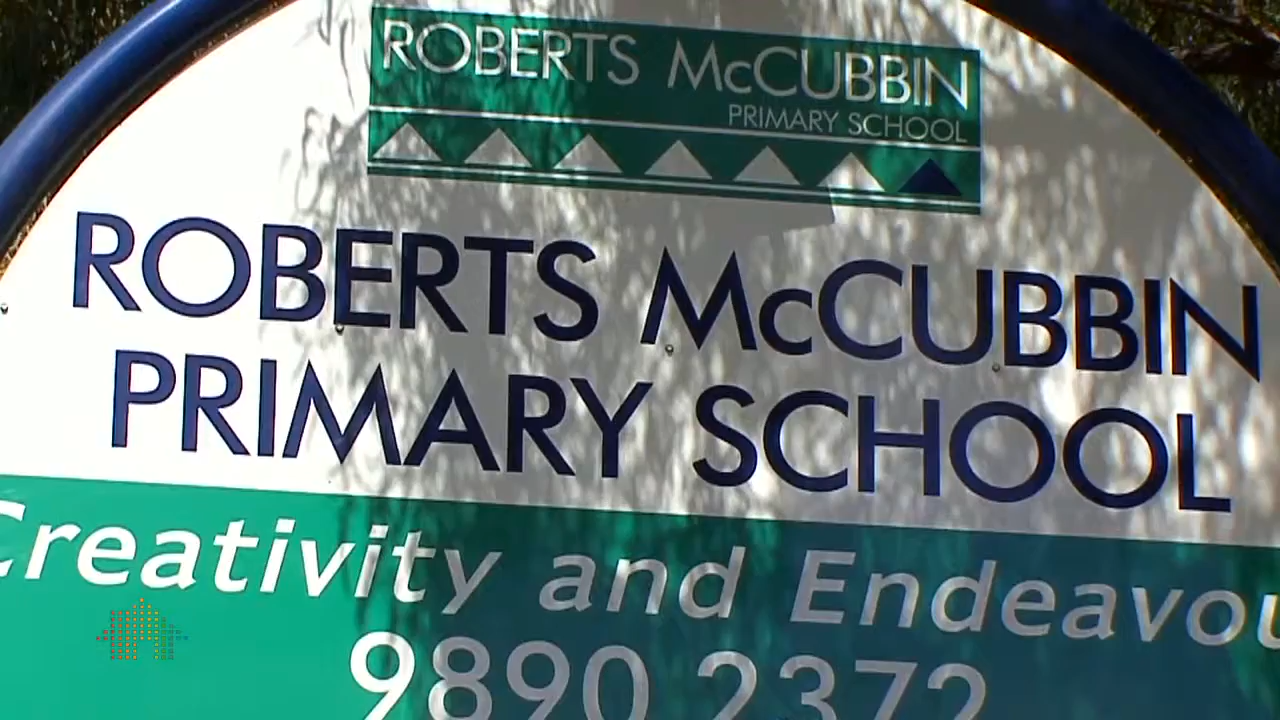 ROBERTS McCUBBIN
PRIMARY SCHOOL
ROBERTS McCUBBIN
PRIMARY SCHOOL
Creativity and Endeavou
9890 2372